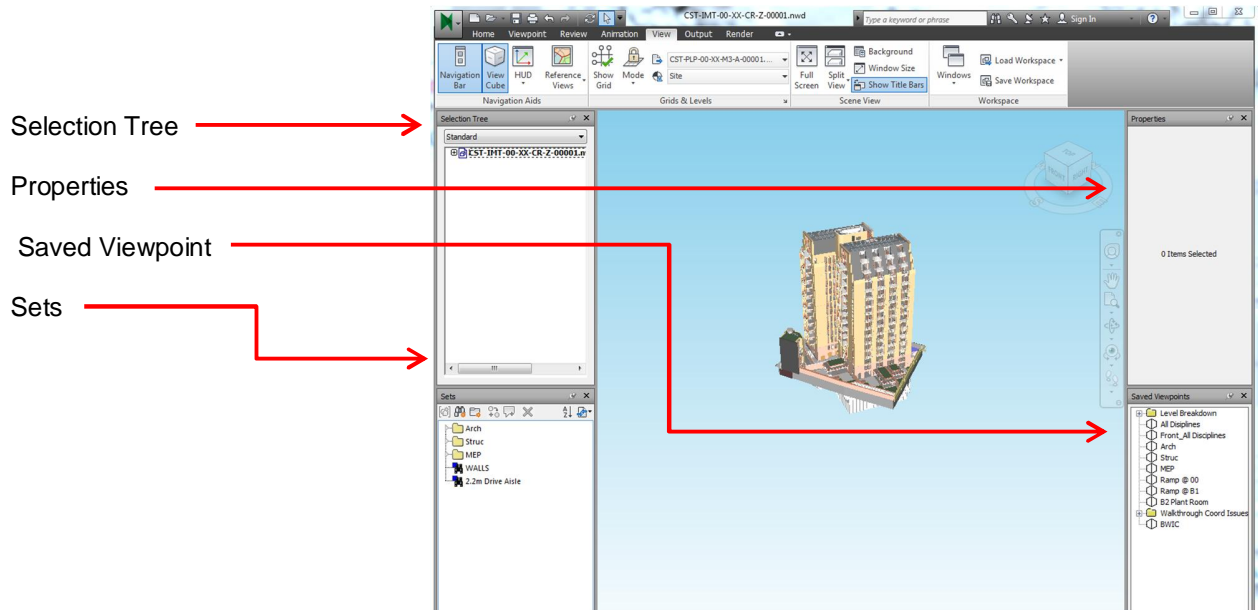 CST-IMT-00-XX-CR-Z-00001.nwd
Type a keyword or phrase
Sign In
Home Viewpoint Review Animation View Output Render
Navigation Bar
View Cube
HUD
Reference Views
Show Grid
Mode
CST-PLP-00-XX-M3-A-00001....
Site
Full Screen
Split View
Background
Window Size
Show Title Bars
Windows
Load Workspace
Save Workspace
Navigation Aids
Grids & Levels
Scene View
Workspace
Selection Tree
Properties
Saved Viewpoint
Sets
Selection Tree
Standard
CST-IMT-00-XX-CR-Z-00001.n
TOP
FRONT
RIGHT
Properties
0 Items Selected
Sets
Arch
Struc
MEP
WALLS
2.2m Drive Aisle
Saved Viewpoints
Level Breakdown
All Disiplines
Front_All Disciplines
Arch
Struc
MEP
Ramp @ 00
Ramp @ B1
B2 Plant Room
Walkthrough Coord Issues
BWIC